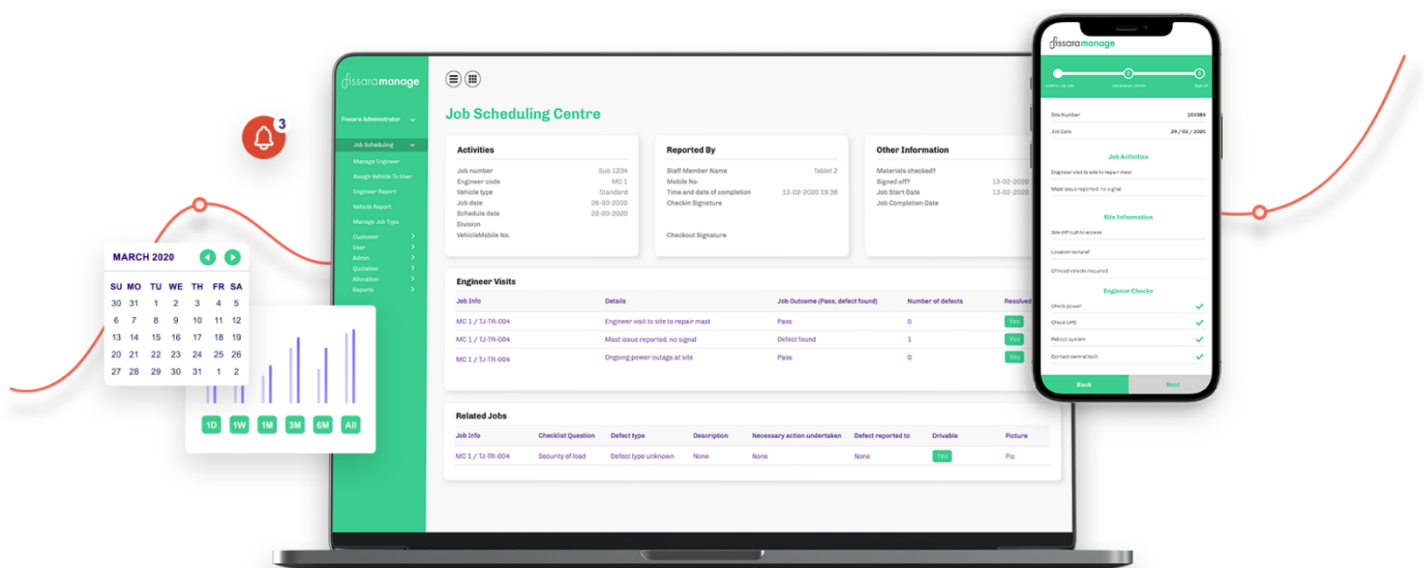 3
MARCH 2020
SU MO TU WE TH FR SA
30 31 1 2 3 4 5
6 7 8 9 10 11 12
13 14 15 16 17 18 19
20 21 22 23 24 25 26
27 28 29 30 31 1 2
1D 1W 1M 3M 6M All
fissaramanage
Fissara Administrator
Job Scheduling
Manage Engineer
Assign Vehicle To User
Engineer Report
Vehicle Report
Manage Job Type
Customer
User
Admin
Quotation
Allocation
Reports
Job Scheduling Centre
Activities
Job number Sub 1234
Engineer code MC 1
Vehicle type Standard
Job date 26-03-2020
Schedule date 22-03-2020
Division
VehicleMobile No.
Reported By
Staff Member Name Tablet 2
Mobile No.
Time and date of completion 13-02-2020 19:38
Checkin Signature
Checkout Signature
Other Information
Materials checked?
Signed off? 13-02-2020
Job Start Date 13-02-2020
Job Completion Date
Engineer Visits
Job Info Details Job Outcome (Pass, defect found) Number of defects Resolved
MC 1 / TJ-TR-004 Engineer visit to site to repair mast Pass 0 Yes
MC 1 / TJ-TR-004 Mast issue reported, no signal Defect found 1 Yes
MC 1 / TJ-TR-004 Ongoing power outage at site Pass 0 Yes
Related Jobs
Job Info Checklist Question Defect type Description Necessary action undertaken Defect reported to Drivable Picture
MC 1 / TJ-TR-004 Security of load Defect type unknown None None None Yes Pic
fissaramanage
Site Number 104384
Job Date 20 / 02 / 2020
Job Activities
Engineer visit to site to repair mast
Mast issue reported, no signal
Site Information
Site difficult to access
Location is rural
Offroad vehicle required
Engineer Checks
Check power
Check UPS
Reboot system
Contact central tech
Back Next